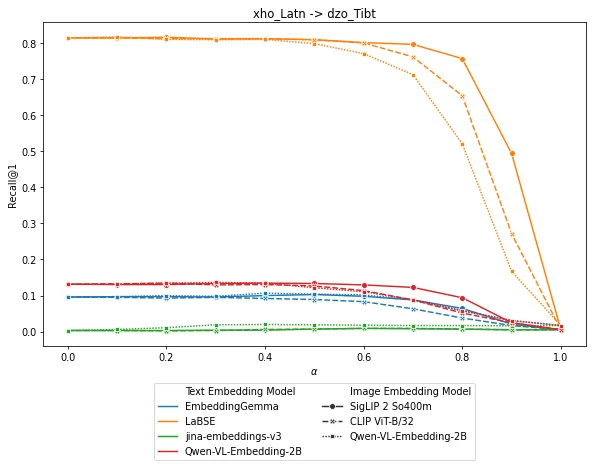 xho_Latn -> dzo_Tibt
Recall@1
0.8
0.7
0.6
0.5
0.4
0.3
0.2
0.1
0.0
0.0 0.2 0.4 0.6 0.8 1.0
α
Text Embedding Model Image Embedding Model
EmbeddingGemma SigLIP 2 So400m
LaBSE CLIP ViT-B/32
jina-embeddings-v3 Qwen-VL-Embedding-2B
Qwen-VL-Embedding-2B